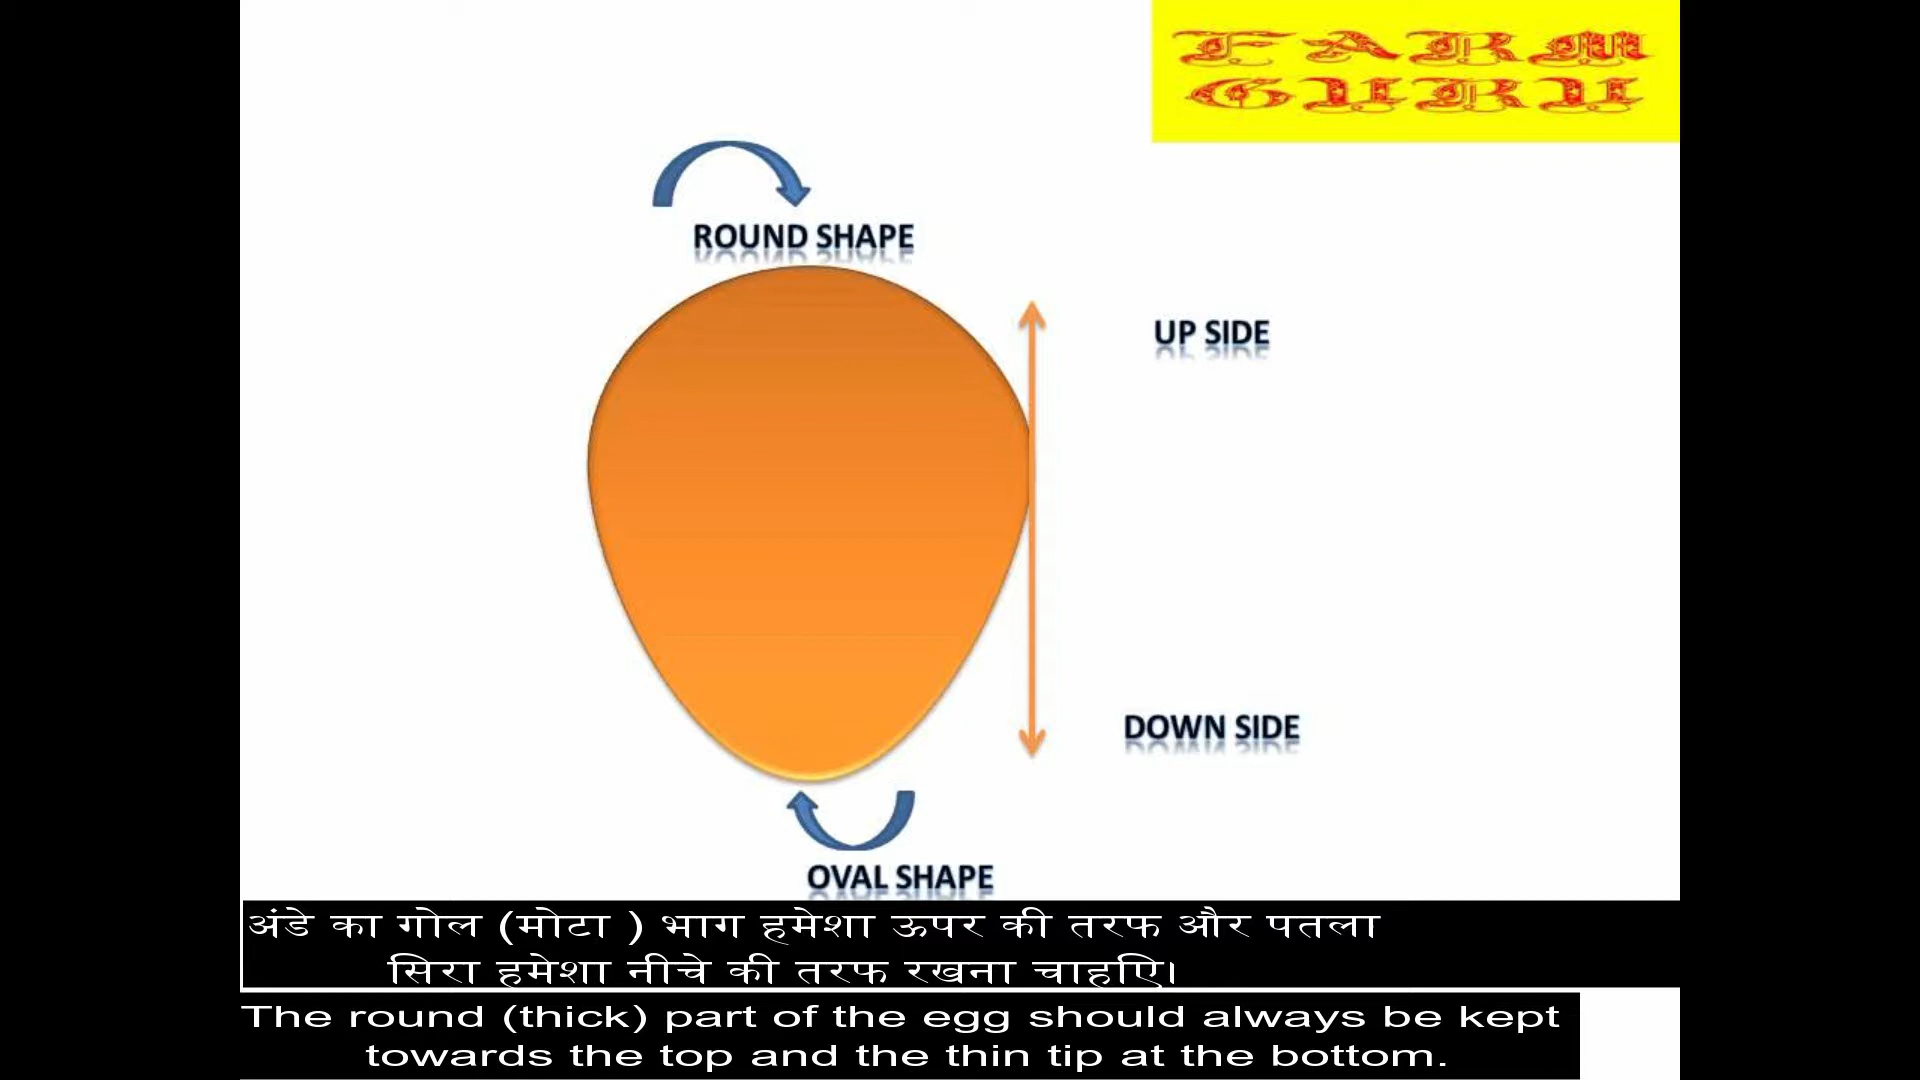 FARM
GURU
ROUND SHAPE
UP SIDE
DOWN SIDE
OVAL SHAPE
अंडे का गोल (मोटा ) भाग हमेशा ऊपर की तरफ और पतला
सिरा हमेशा नीचे की तरफ रखना चाहिए।
The round (thick) part of the egg should always be kept
towards the top and the thin tip at the bottom.